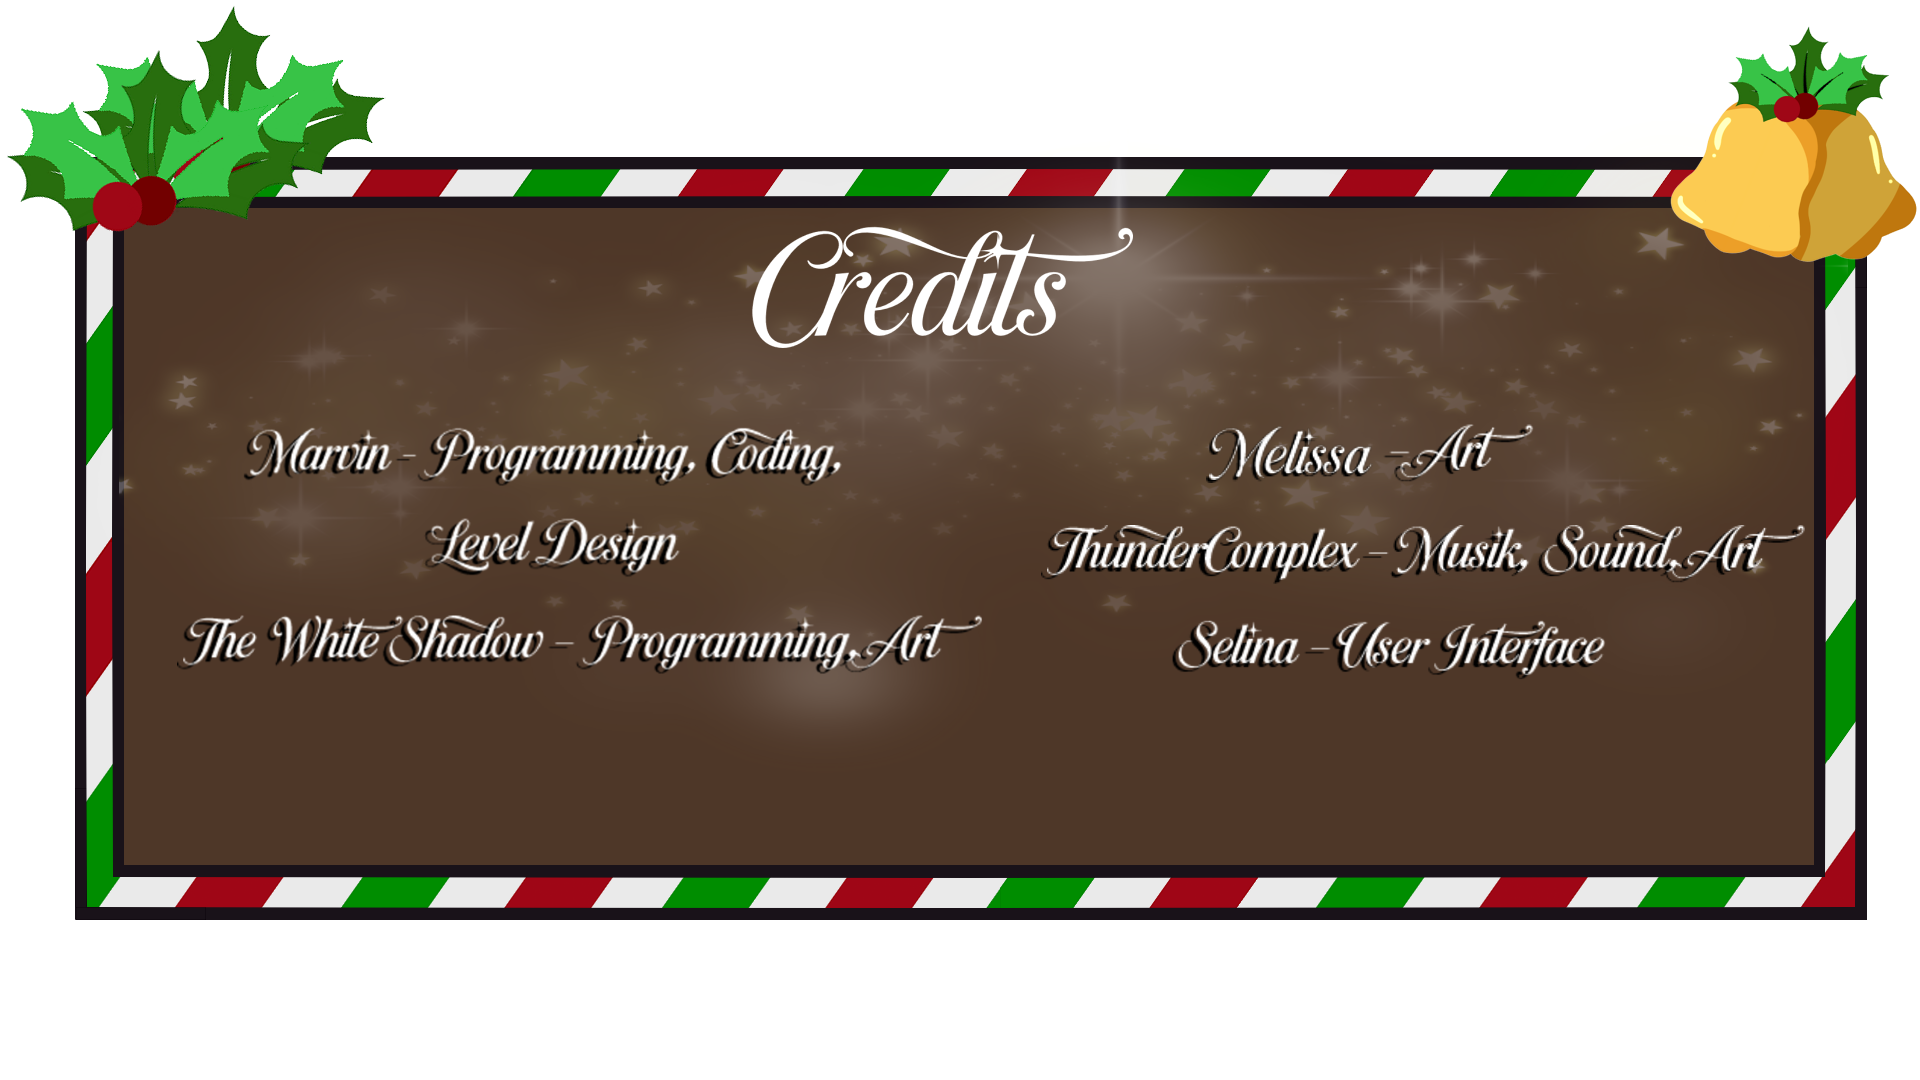 Credits
Marvin - Programming, Coding,
Level Design
The White Shadow - Programming, Art
Melissa - Art
ThunderComplex - Musik, Sound, Art
Selina - User Interface